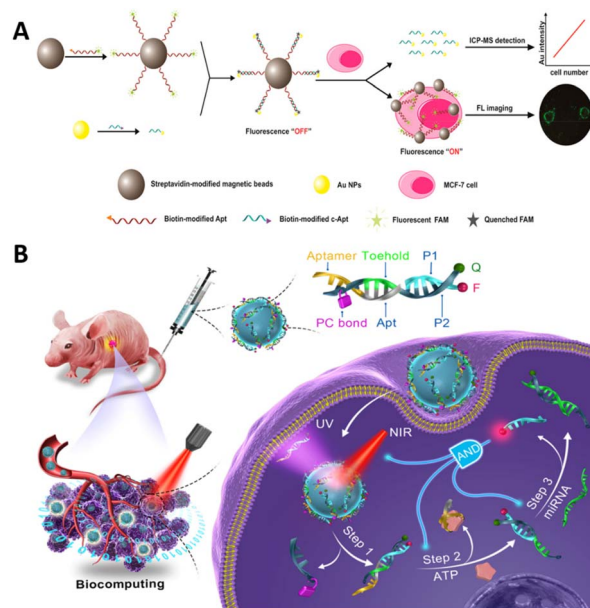 A
ICP-MS detection
Au intensity
cell number
Fluorescence "OFF"
FL imaging
Fluorescence "ON"
Streptavidin-modified magnetic beads
Au NPs
MCF-7 cell
Biotin-modified Apt
Biotin-modified c-Apt
Fluorescent FAM
Quenched FAM
B
Aptamer
Toehold
P1
Q
F
PC bond
Apt
P2
UV
NIR
AND
Step 1
Step 2
ATP
Step 3
miRNA
Biocomputing